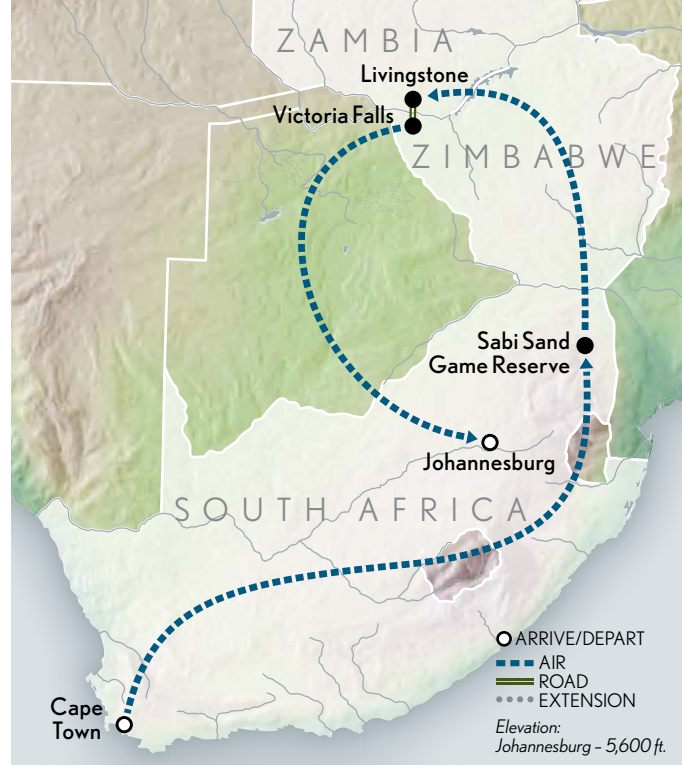 ZAMBIA
Livingstone
Victoria Falls
ZIMBABWE
Sabi Sand
Game Reserve
Johannesburg
SOUTH AFRICA
Cape
Town
ARRIVE/DEPART
AIR
ROAD
EXTENSION
Elevation:
Johannesburg – 5,600 ft.